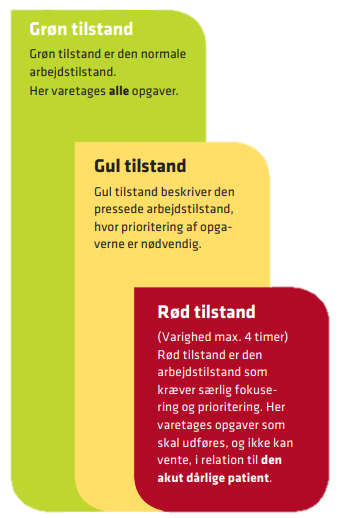 Grøn tilstand
Grøn tilstand er den normale
arbejdstilstand.
Her varetages alle opgaver.
Gul tilstand
Gul tilstand beskriver den
pressede arbejdstilstand,
hvor prioritering af opga-
verne er nødvendig.
Rød tilstand
(Varighed max. 4 timer)
Rød tilstand er den
arbejdstilstand som
kræver særlig fokuse-
ring og prioritering. Her
varetages opgaver som
skal udføres, og ikke kan
vente, i relation til den
akut dårlige patient.